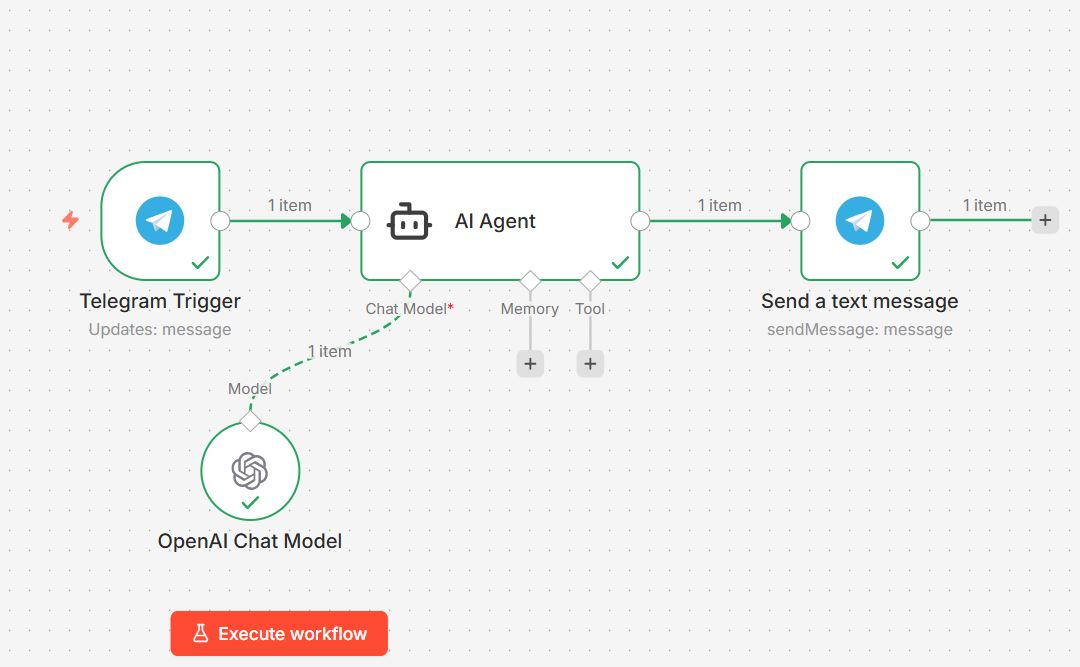 1 item
1 item
1 item
AI Agent
Telegram Trigger
Updates: message
Chat Model*
Memory
Tool
Send a text message
sendMessage: message
1 item
Model
OpenAI Chat Model
Execute workflow